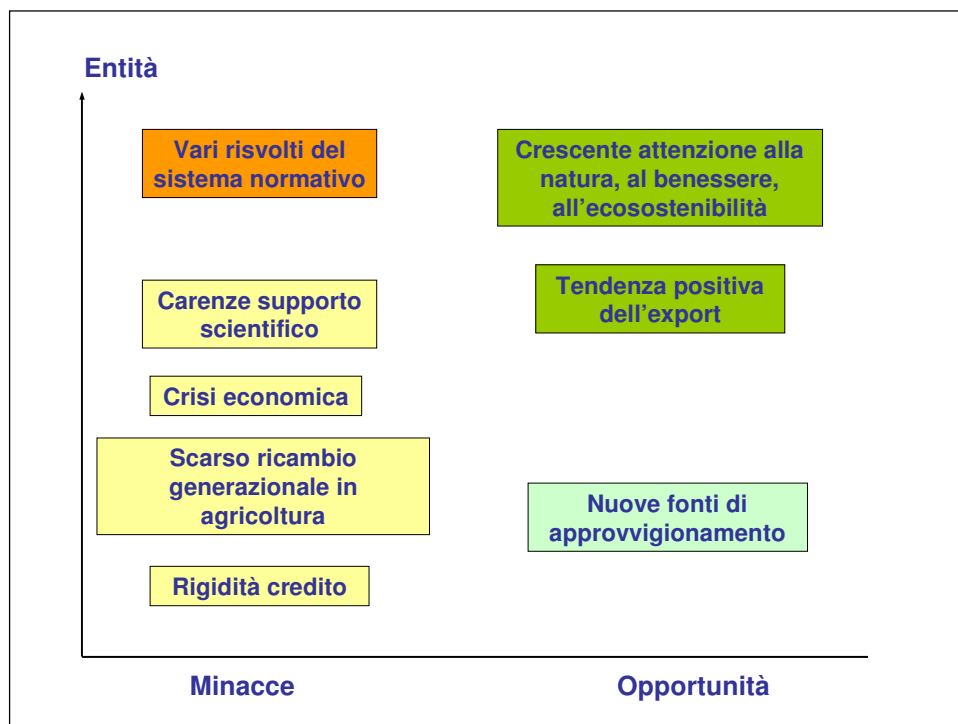 Entità
Vari risvolti del
sistema normativo
Crescente attenzione alla
natura, al benessere,
all’ecosostenibilità
Carenze supporto
scientifico
Tendenza positiva
dell’export
Crisi economica
Scarso ricambio
generazionale in
agricoltura
Nuove fonti di
approvvigionamento
Rigidità credito
Minacce
Opportunità